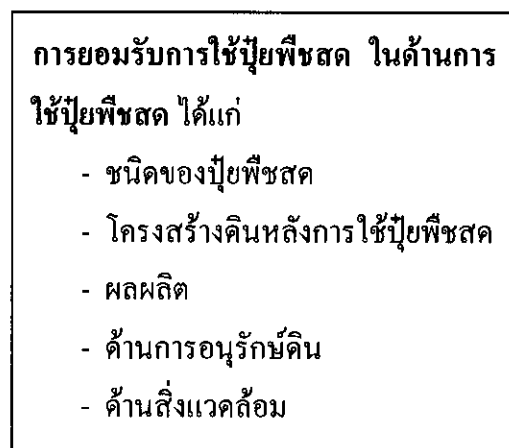 การยอมรับการใช้ปุ๋ยพืชสด ในด้านการ
ใช้ปุ๋ยพืชสด ได้แก่
- ชนิดของปุ๋ยพืชสด
- โครงสร้างดินหลังการใช้ปุ๋ยพืชสด
- ผลผลิต
- ด้านการอนุรักษ์ดิน
- ด้านสิ่งแวดล้อม